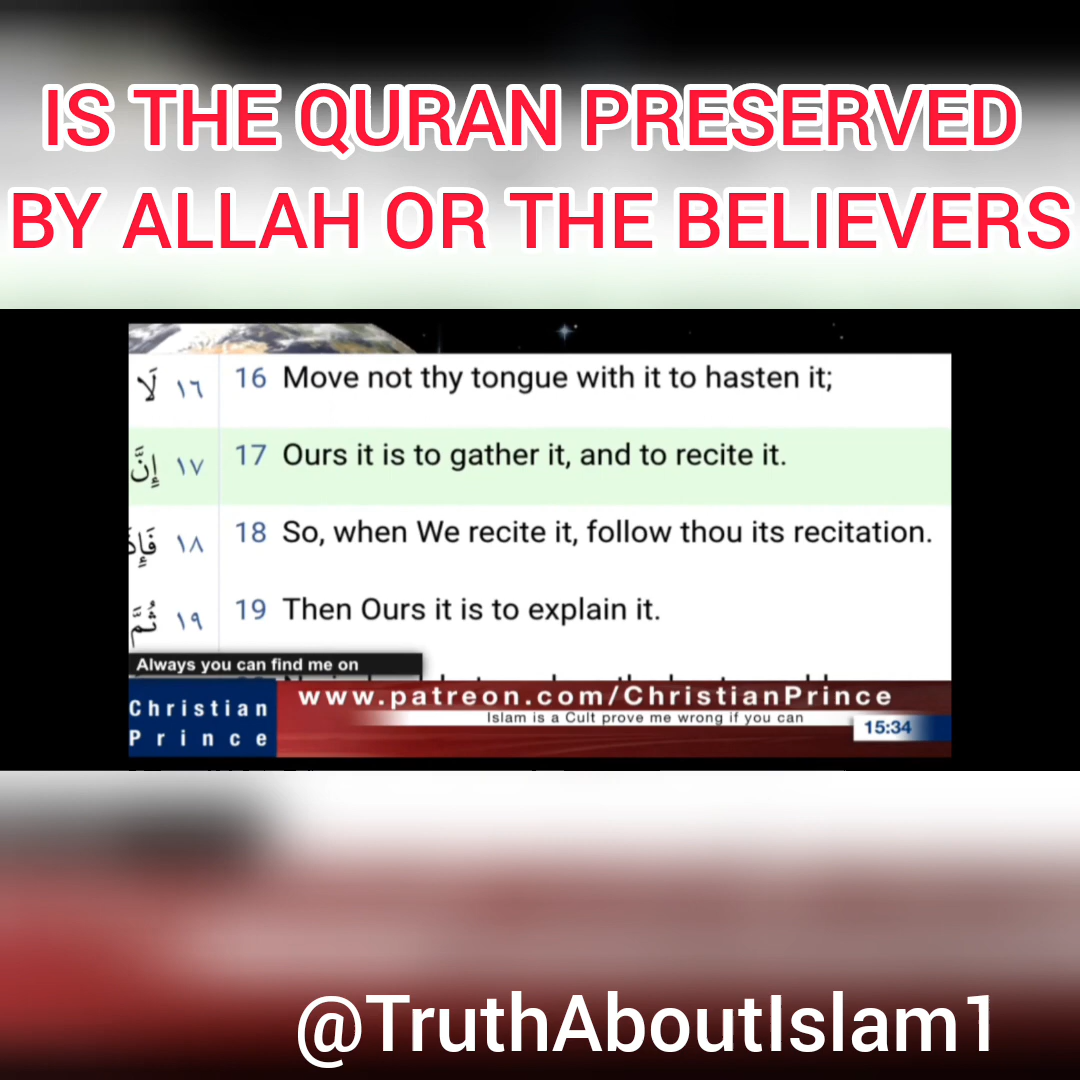 IS THE QURAN PRESERVED
BY ALLAH OR THE BELIEVERS
لَا ١٦ 16 Move not thy tongue with it to hasten it;
إِنَّ ١٧ 17 Ours it is to gather it, and to recite it.
١٨ 18 So, when We recite it, follow thou its recitation.
ثُمَّ ١٩ 19 Then Ours it is to explain it.
Always you can find me on
Christian Prince
www.patreon.com/ChristianPrince
Islam is a Cult prove me wrong if you can
15:34
@TruthAboutIslam1